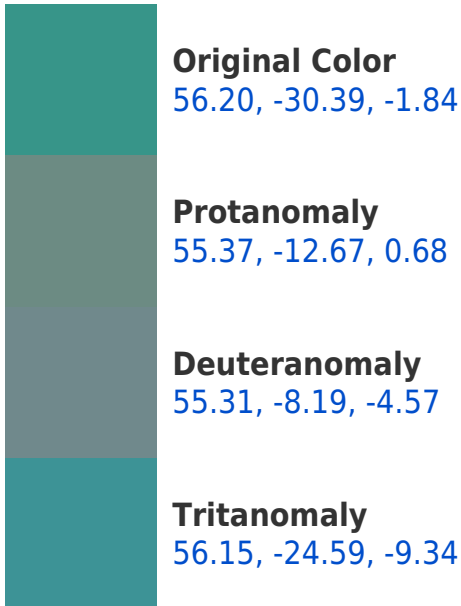 Original Color
56.20, -30.39, -1.84
Protanomaly
55.37, -12.67, 0.68
Deuteranomaly
55.31, -8.19, -4.57
Tritanomaly
56.15, -24.59, -9.34